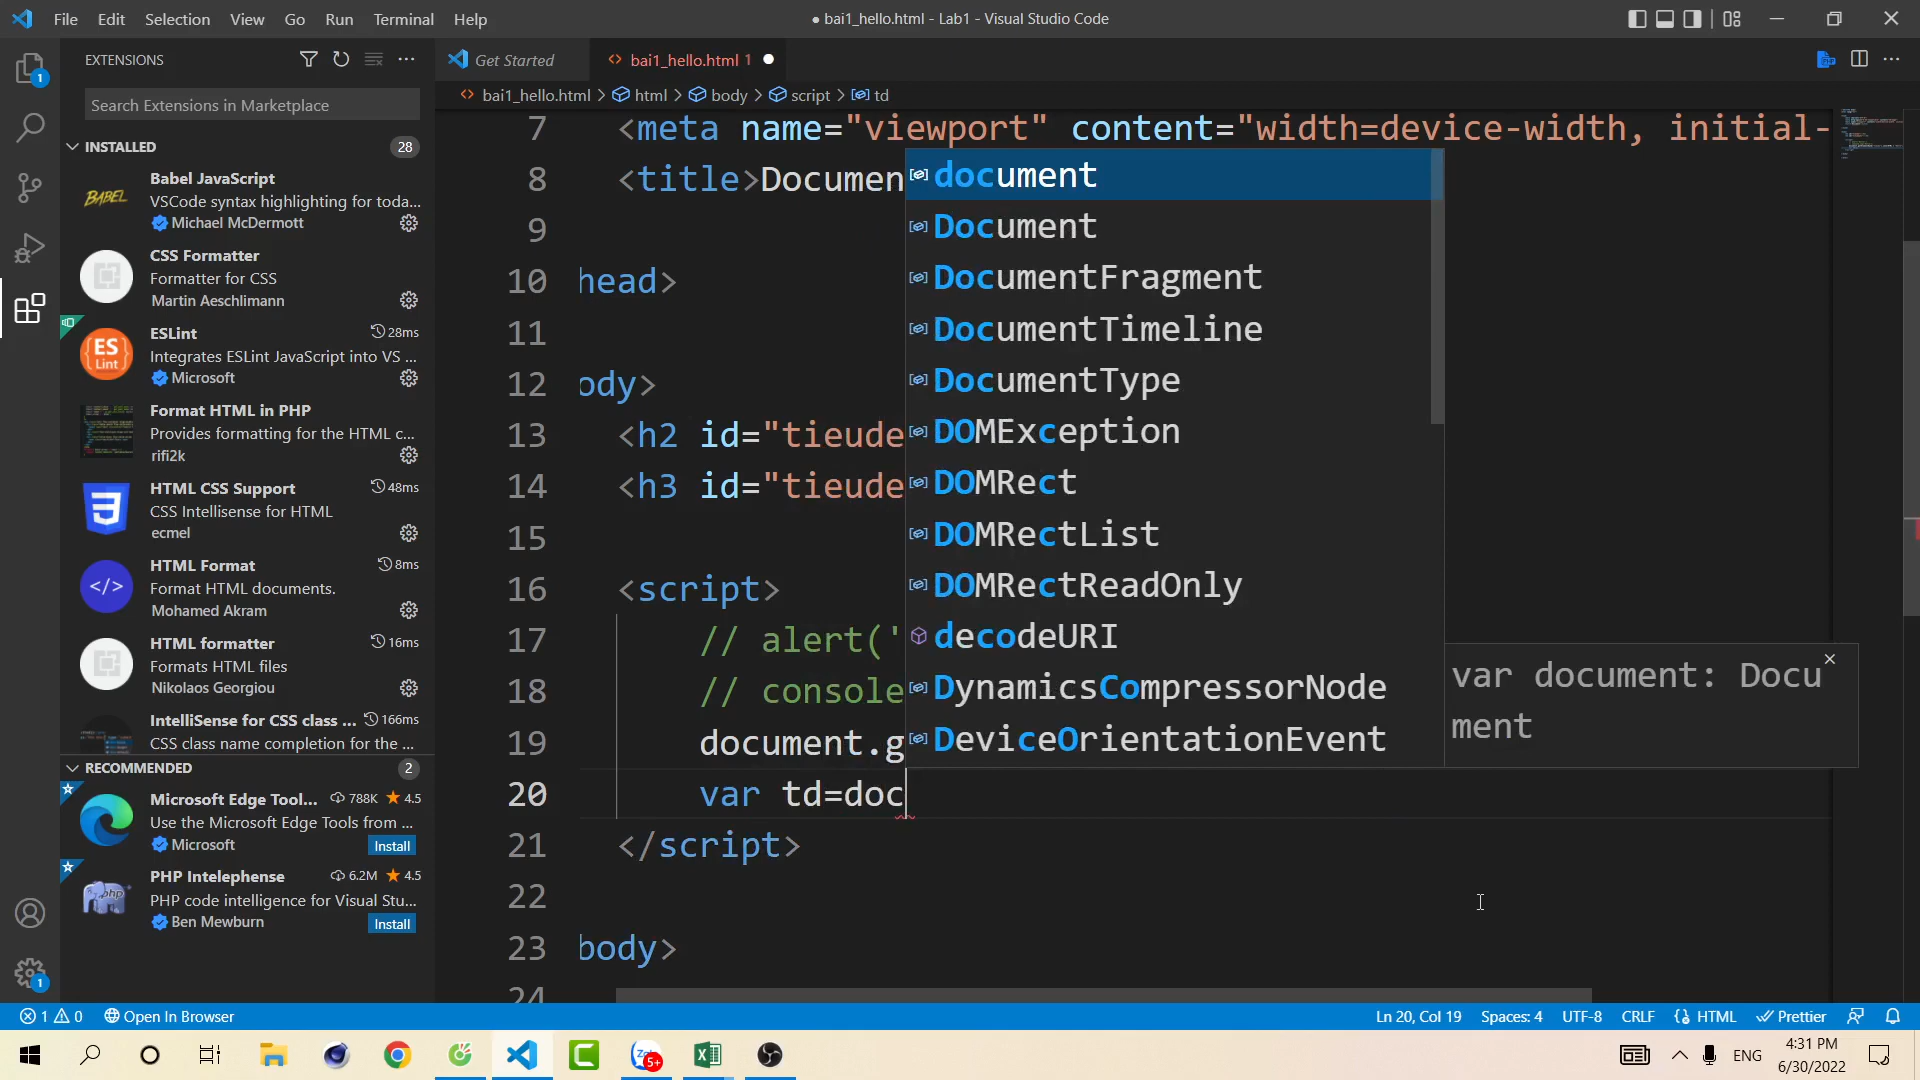 File Edit Selection View Go Run Terminal Help
● bai1_hello.html - Lab1 - Visual Studio Code
EXTENSIONS
Search Extensions in Marketplace
INSTALLED 28
Babel JavaScript
VSCode syntax highlighting for toda...
Michael McDermott
CSS Formatter
Formatter for CSS
Martin Aeschlimann
ESLint 28ms
Integrates ESLint JavaScript into VS ...
Microsoft
Format HTML in PHP
Provides formatting for the HTML c...
rifi2k
HTML CSS Support 48ms
CSS Intellisense for HTML
ecmel
HTML Format 8ms
Format HTML documents.
Mohamed Akram
HTML formatter 16ms
Formats HTML files
Nikolaos Georgiou
IntelliSense for CSS class ... 166ms
CSS class name completion for the ...
RECOMMENDED 2
Microsoft Edge Tool... 788K 4.5
Use the Microsoft Edge Tools from ...
Microsoft Install
PHP Intelephense 6.2M 4.5
PHP code intelligence for Visual Stu...
Ben Mewburn Install
Get Started
bai1_hello.html 1
bai1_hello.html > html > body > script > td
7 <meta name="viewport" content="width=device-width, initial-
8 <title>Documen
9
10 head>
11
12 ody>
13 <h2 id="tieude
14 <h3 id="tieude
15
16 <script>
17 // alert('
18 // console
19 document.g
20 var td=doc
21 </script>
22
23 body>
24
document
Document
DocumentFragment
DocumentTimeline
DocumentType
DOMException
DOMRect
DOMRectList
DOMRectReadOnly
decodeURI
DynamicsCompressorNode
DeviceOrientationEvent
var document: Docu
ment
1 0 Open In Browser
Ln 20, Col 19 Spaces: 4 UTF-8 CRLF HTML Prettier
ENG
4:31 PM
6/30/2022